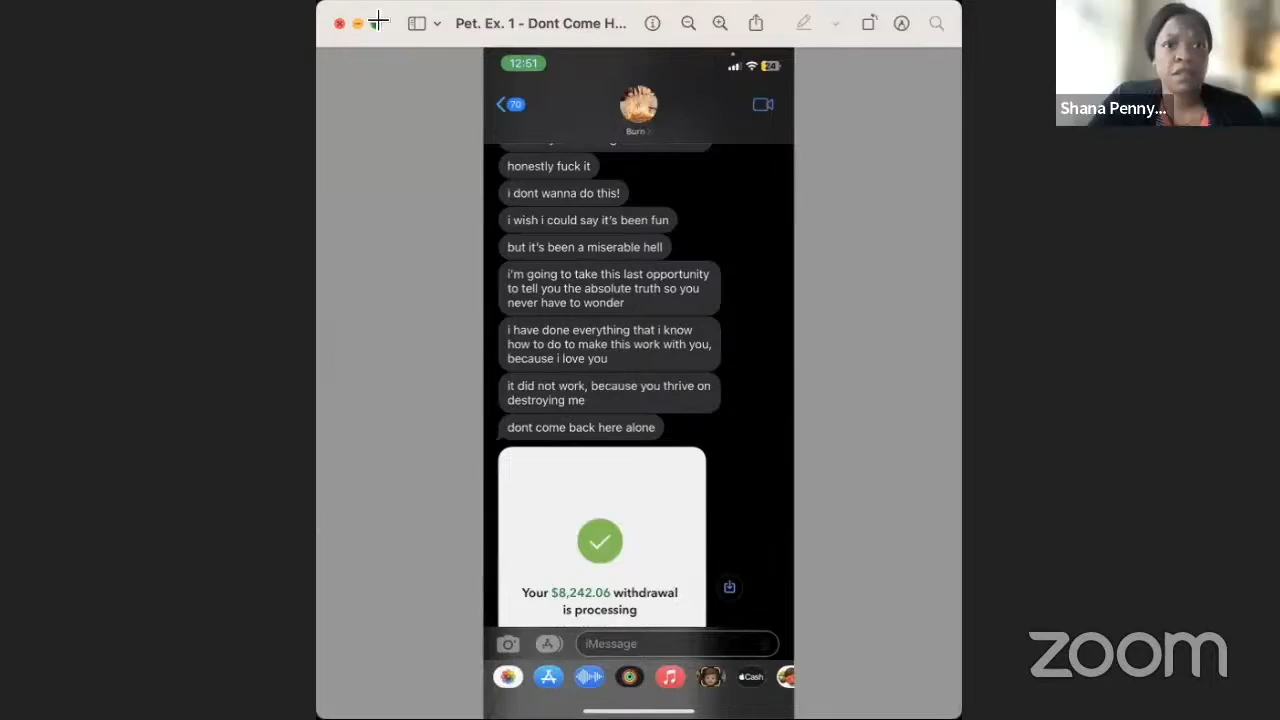 Pet. Ex. 1 - Dont Come H...
Shana Penny...
12:51
24
70
Burn
honestly fuck it
i dont wanna do this!
i wish i could say it's been fun
but it's been a miserable hell
i'm going to take this last opportunity
to tell you the absolute truth so you
never have to wonder
i have done everything that i know
how to do to make this work with you,
because i love you
it did not work, because you thrive on
destroying me
dont come back here alone
Your $8,242.06 withdrawal
is processing
iMessage
Cash
zoom